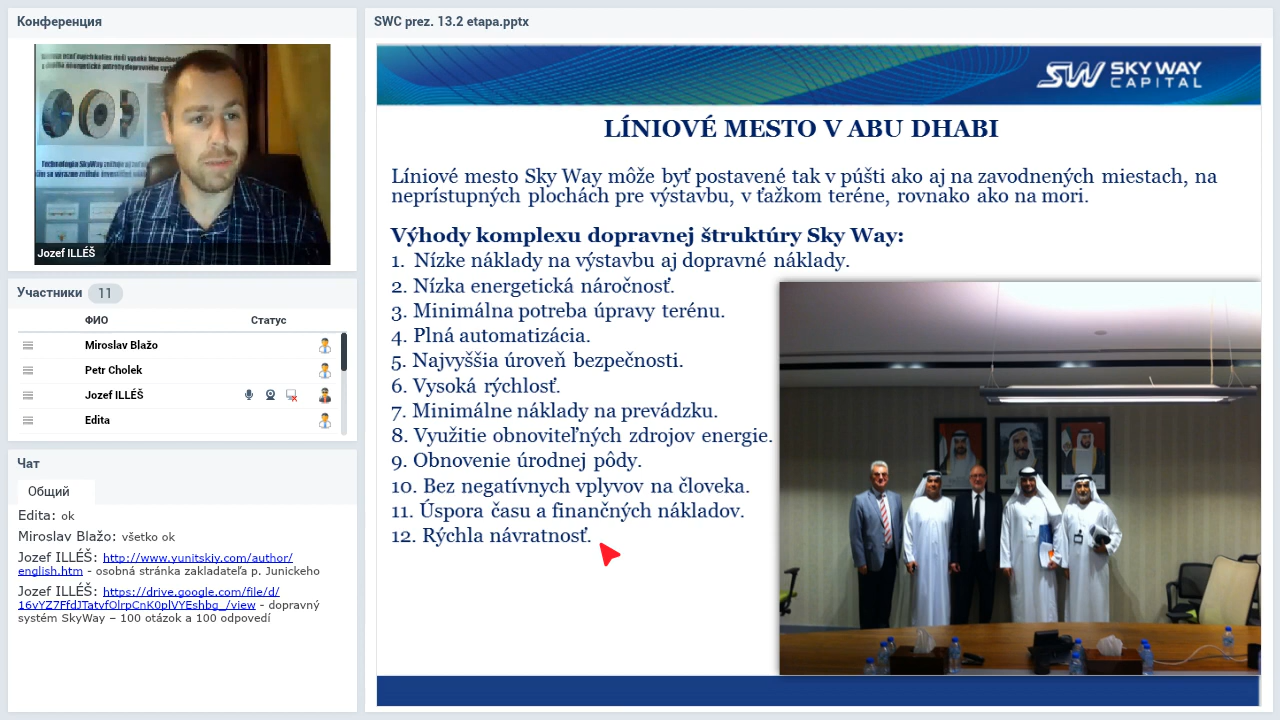 Конференция
Technológia SkyWay
Jozef ILLÉŠ
Участники 11
ФИО Статус
Miroslav Blažo
Petr Cholek
Jozef ILLÉŠ
Edita
Чат
Общий
Edita: ok
Miroslav Blažo: všetko ok
Jozef ILLÉŠ: http://www.yunitskiy.com/author/
english.htm - osobná stránka zakladateľa p. Junickeho
Jozef ILLÉŠ: https://drive.google.com/file/d/
16vYZ7FfdJTatvfOlrpCnK0plVYEshbg_/view - dopravný
systém SkyWay – 100 otázok a 100 odpovedí
SWC prez. 13.2 etapa.pptx
SW SKY WAY
CAPITAL
LÍNIOVÉ MESTO V ABU DHABI
Líniové mesto Sky Way môže byť postavené tak v púšti ako aj na zavodnených miestach, na
neprístupných plochách pre výstavbu, v ťažkom teréne, rovnako ako na mori.
Výhody komplexu dopravnej štruktúry Sky Way:
1. Nízke náklady na výstavbu aj dopravné náklady.
2. Nízka energetická náročnosť.
3. Minimálna potreba úpravy terénu.
4. Plná automatizácia.
5. Najvyššia úroveň bezpečnosti.
6. Vysoká rýchlosť.
7. Minimálne náklady na prevádzku.
8. Využitie obnoviteľných zdrojov energie.
9. Obnovenie úrodnej pôdy.
10. Bez negatívnych vplyvov na človeka.
11. Úspora času a finančných nákladov.
12. Rýchla návratnosť.